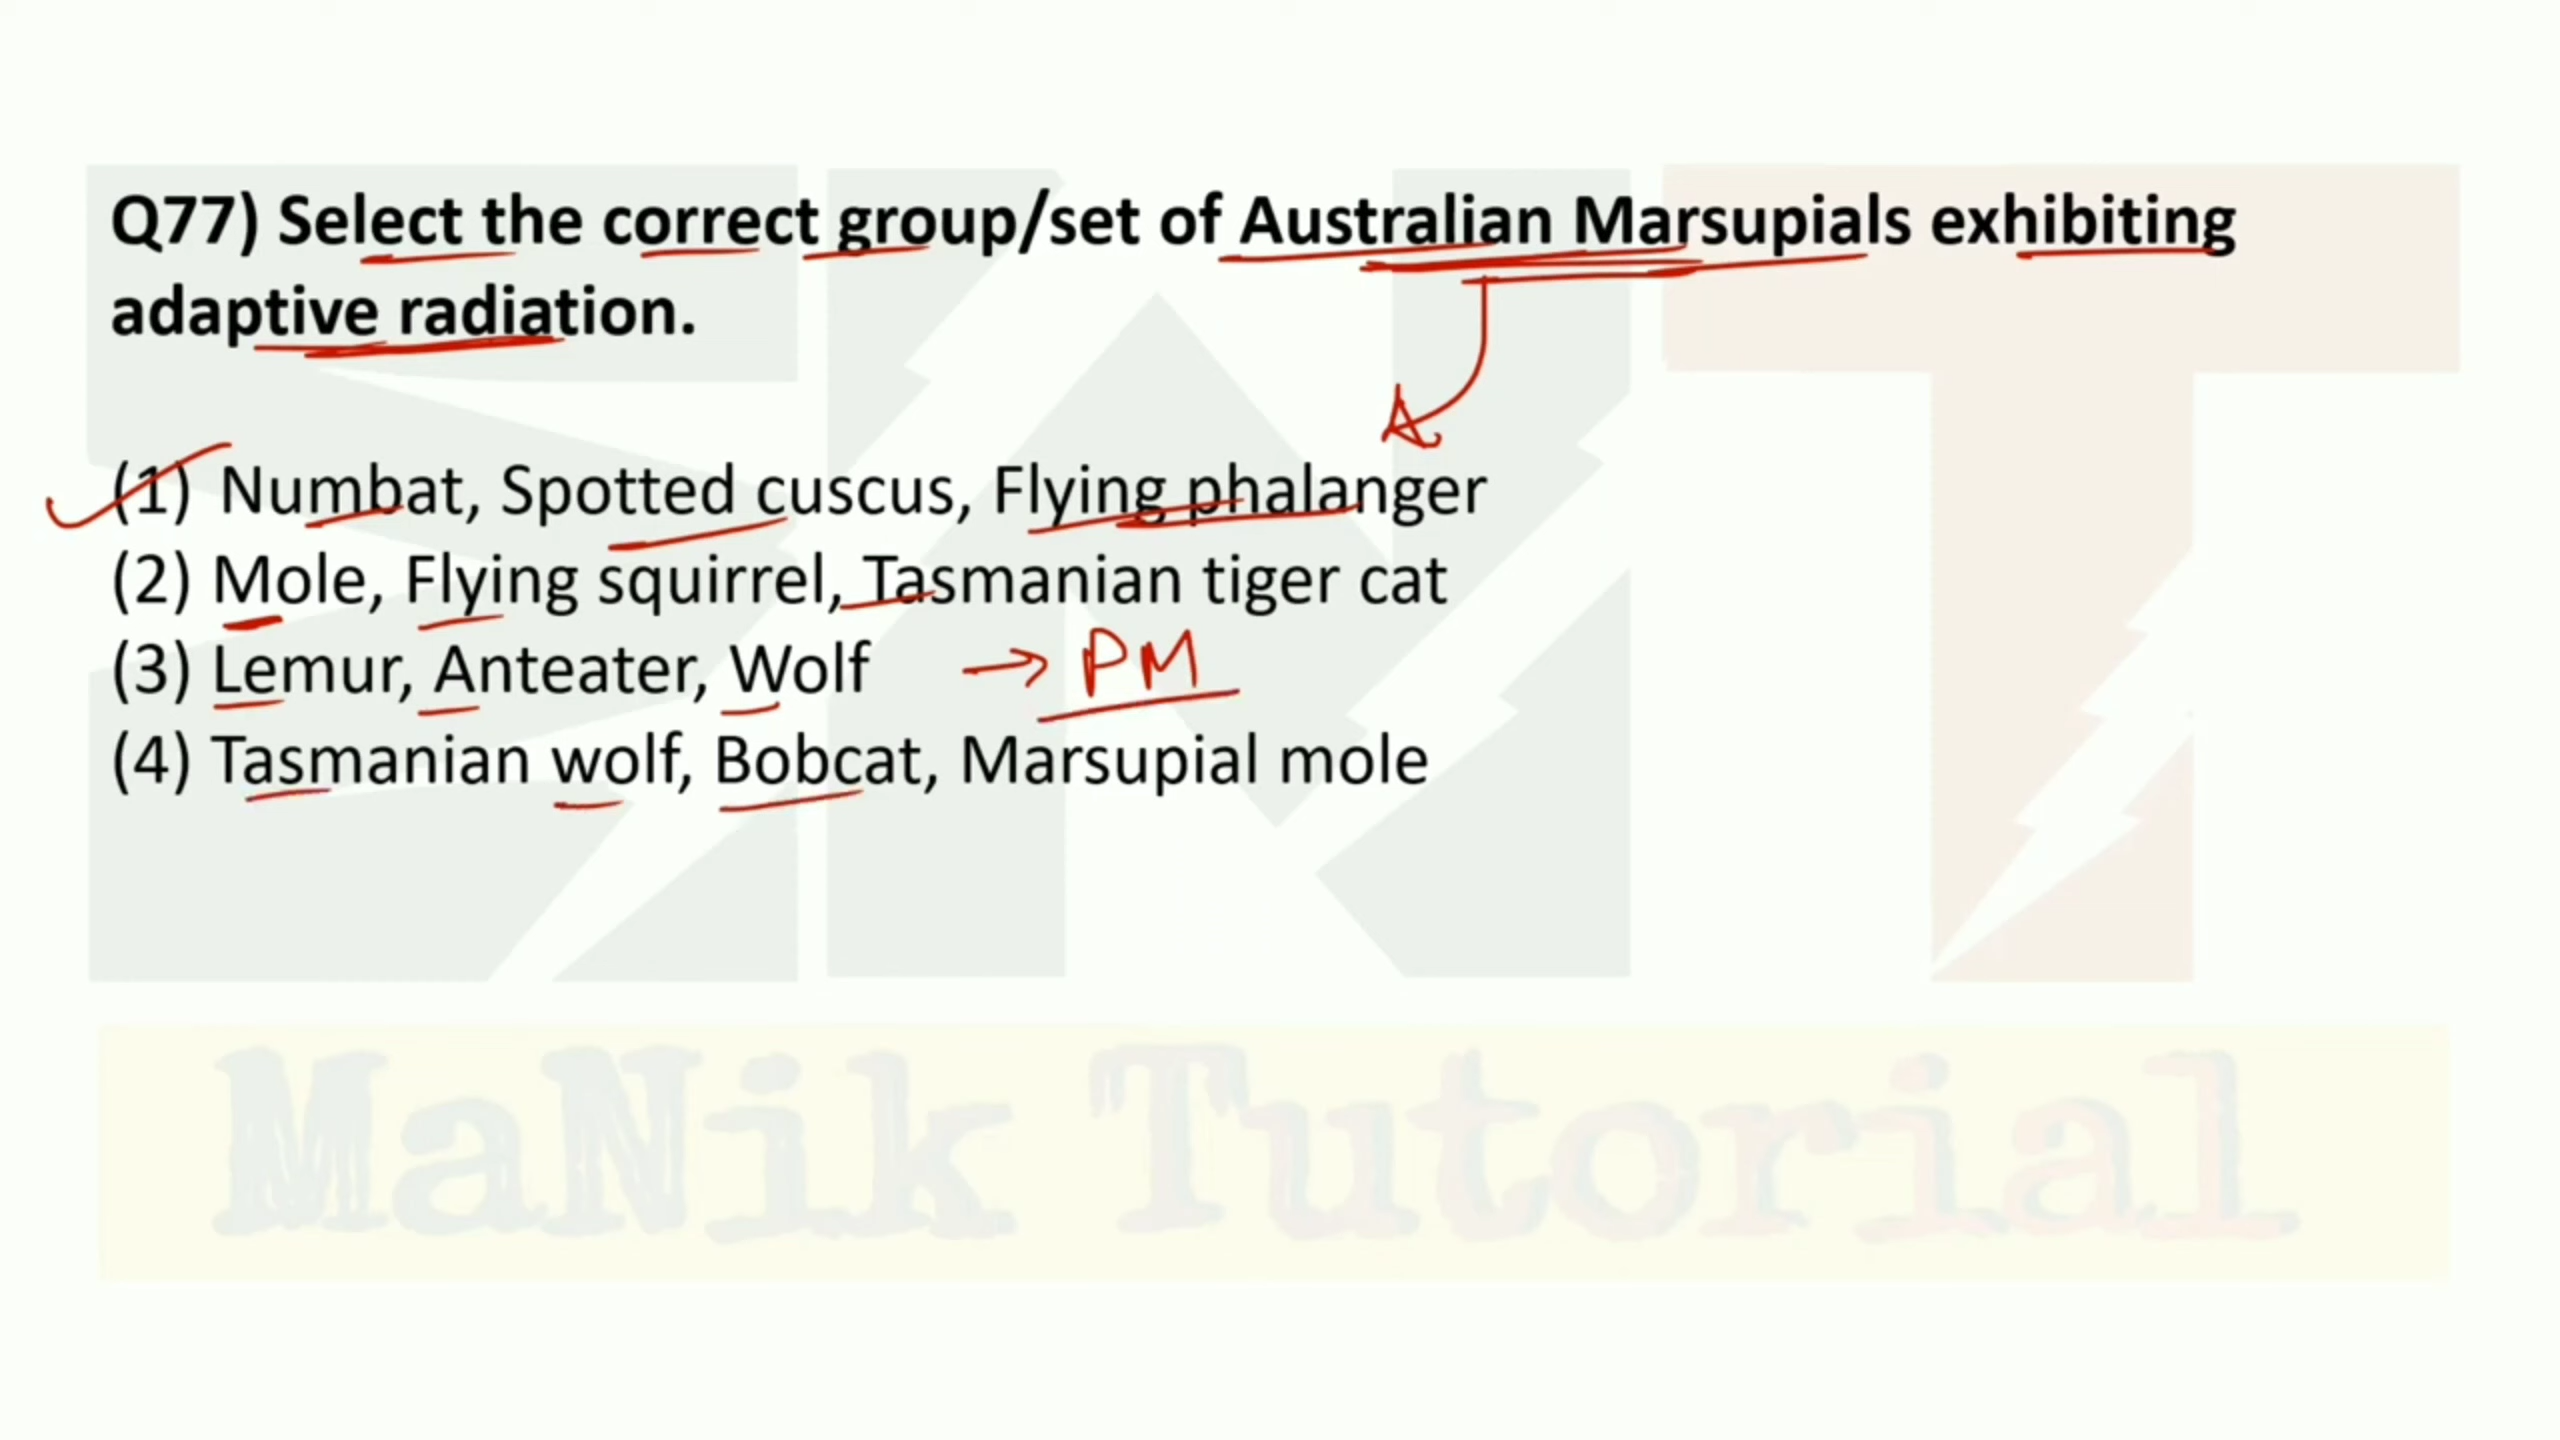 Q77) Select the correct group/set of Australian Marsupials exhibiting
adaptive radiation.
(1) Numbat, Spotted cuscus, Flying phalanger
(2) Mole, Flying squirrel, Tasmanian tiger cat
(3) Lemur, Anteater, Wolf → PM
(4) Tasmanian wolf, Bobcat, Marsupial mole
MaNik Tutorial